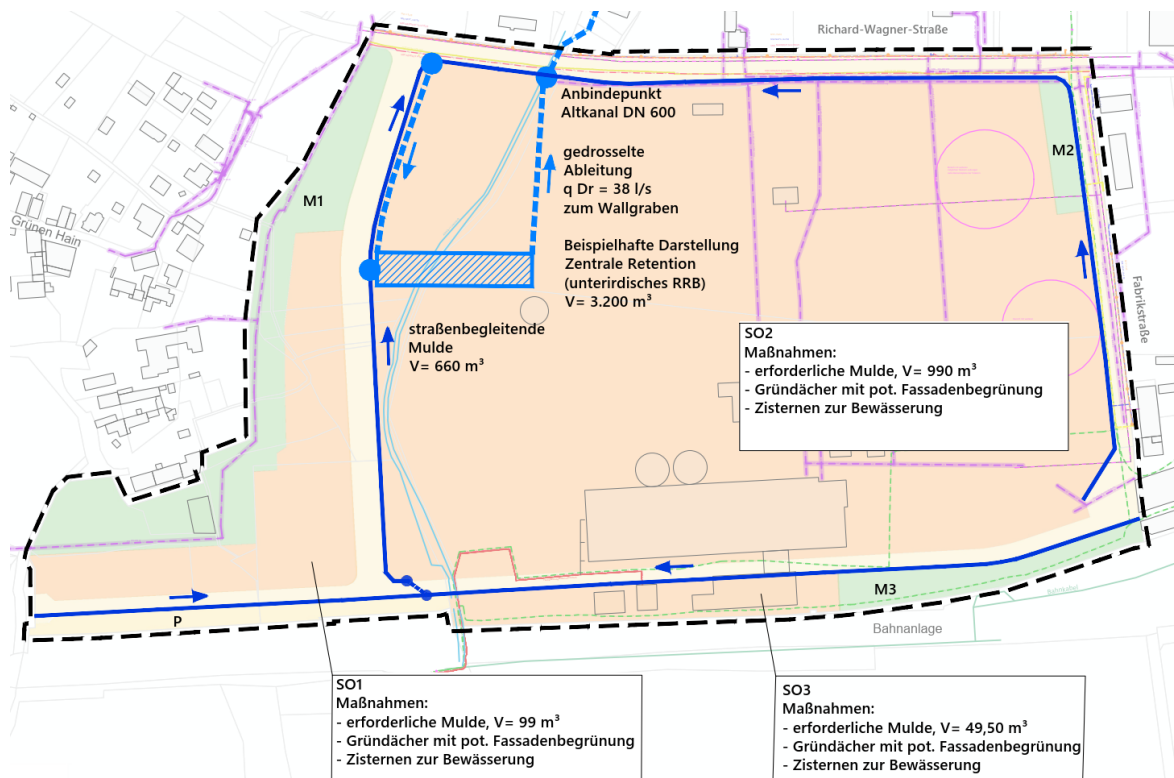 Richard-Wagner-Straße
Anbindepunkt
Altkanal DN 600
gedrosselte
Ableitung
q Dr = 38 l/s
zum Wallgraben
M2
M1
Grünen Hain
Beispielhafte Darstellung
Zentrale Retention
(unterirdisches RRB)
V= 3.200 m³
Fabrikstraße
straßenbegleitende
Mulde
V= 660 m³
SO2
Maßnahmen:
- erforderliche Mulde, V= 990 m³
- Gründächer mit pot. Fassadenbegrünung
- Zisternen zur Bewässerung
M3
P
Bahnanlage
SO1
Maßnahmen:
- erforderliche Mulde, V= 99 m³
- Gründächer mit pot. Fassadenbegrünung
- Zisternen zur Bewässerung
SO3
Maßnahmen:
- erforderliche Mulde, V= 49,50 m³
- Gründächer mit pot. Fassadenbegrünung
- Zisternen zur Bewässerung